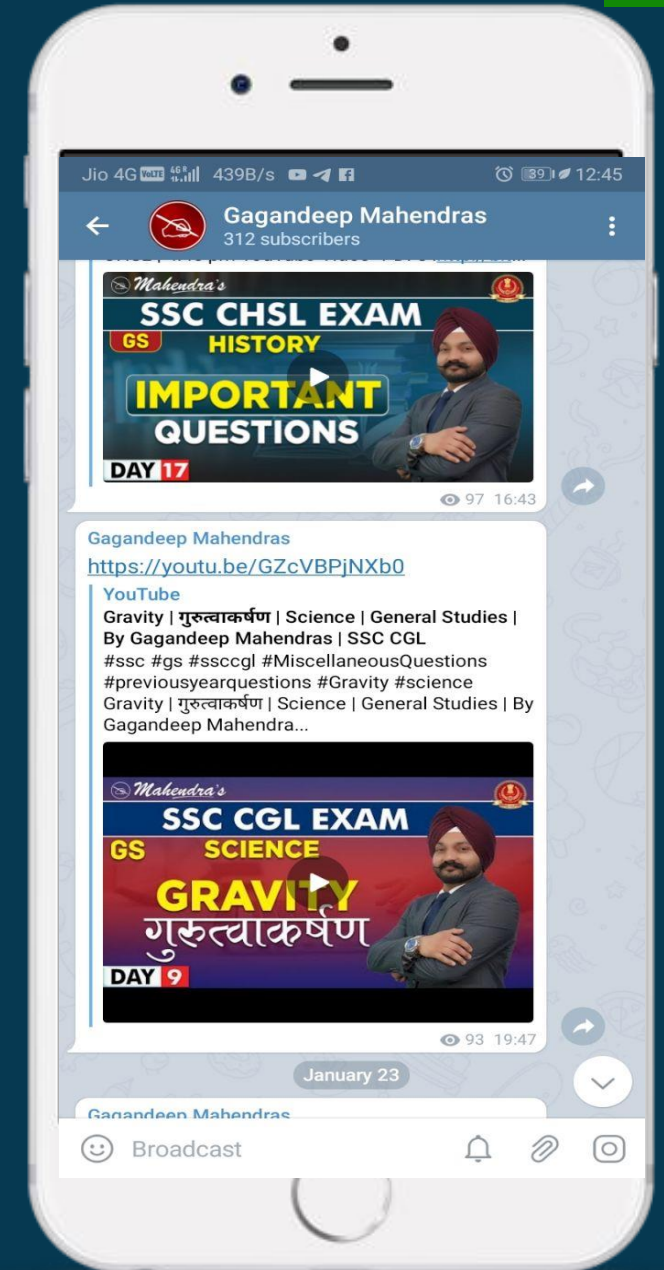 Jio 4G VoLTE 439B/s 39 12:45
Gagandeep Mahendras
312 subscribers
Mahendra's
SSC CHSL EXAM
GS HISTORY
IMPORTANT
QUESTIONS
DAY 17
97 16:43
Gagandeep Mahendras
https://youtu.be/GZcVBPjNXb0
YouTube
Gravity | गुरुत्वाकर्षण | Science | General Studies |
By Gagandeep Mahendras | SSC CGL
#ssc #gs #ssccgl #MiscellaneousQuestions
#previousyearquestions #Gravity #science
Gravity | गुरुत्वाकर्षण | Science | General Studies | By
Gagandeep Mahendra...
Mahendra's
SSC CGL EXAM
GS SCIENCE
GRAVITY
गुरुत्वाकर्षण
DAY 9
93 19:47
January 23
Gagandeep Mahendras
Broadcast